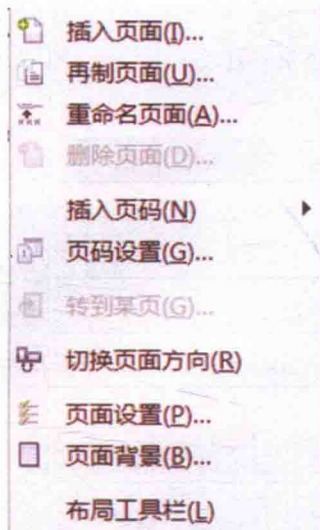 插入页面(I)...
再制页面(U)...
重命名页面(A)...
删除页面(D)...
插入页码(N)
页码设置(G)...
转到某页(G)...
切换页面方向(R)
页面设置(P)...
页面背景(B)...
布局工具栏(L)